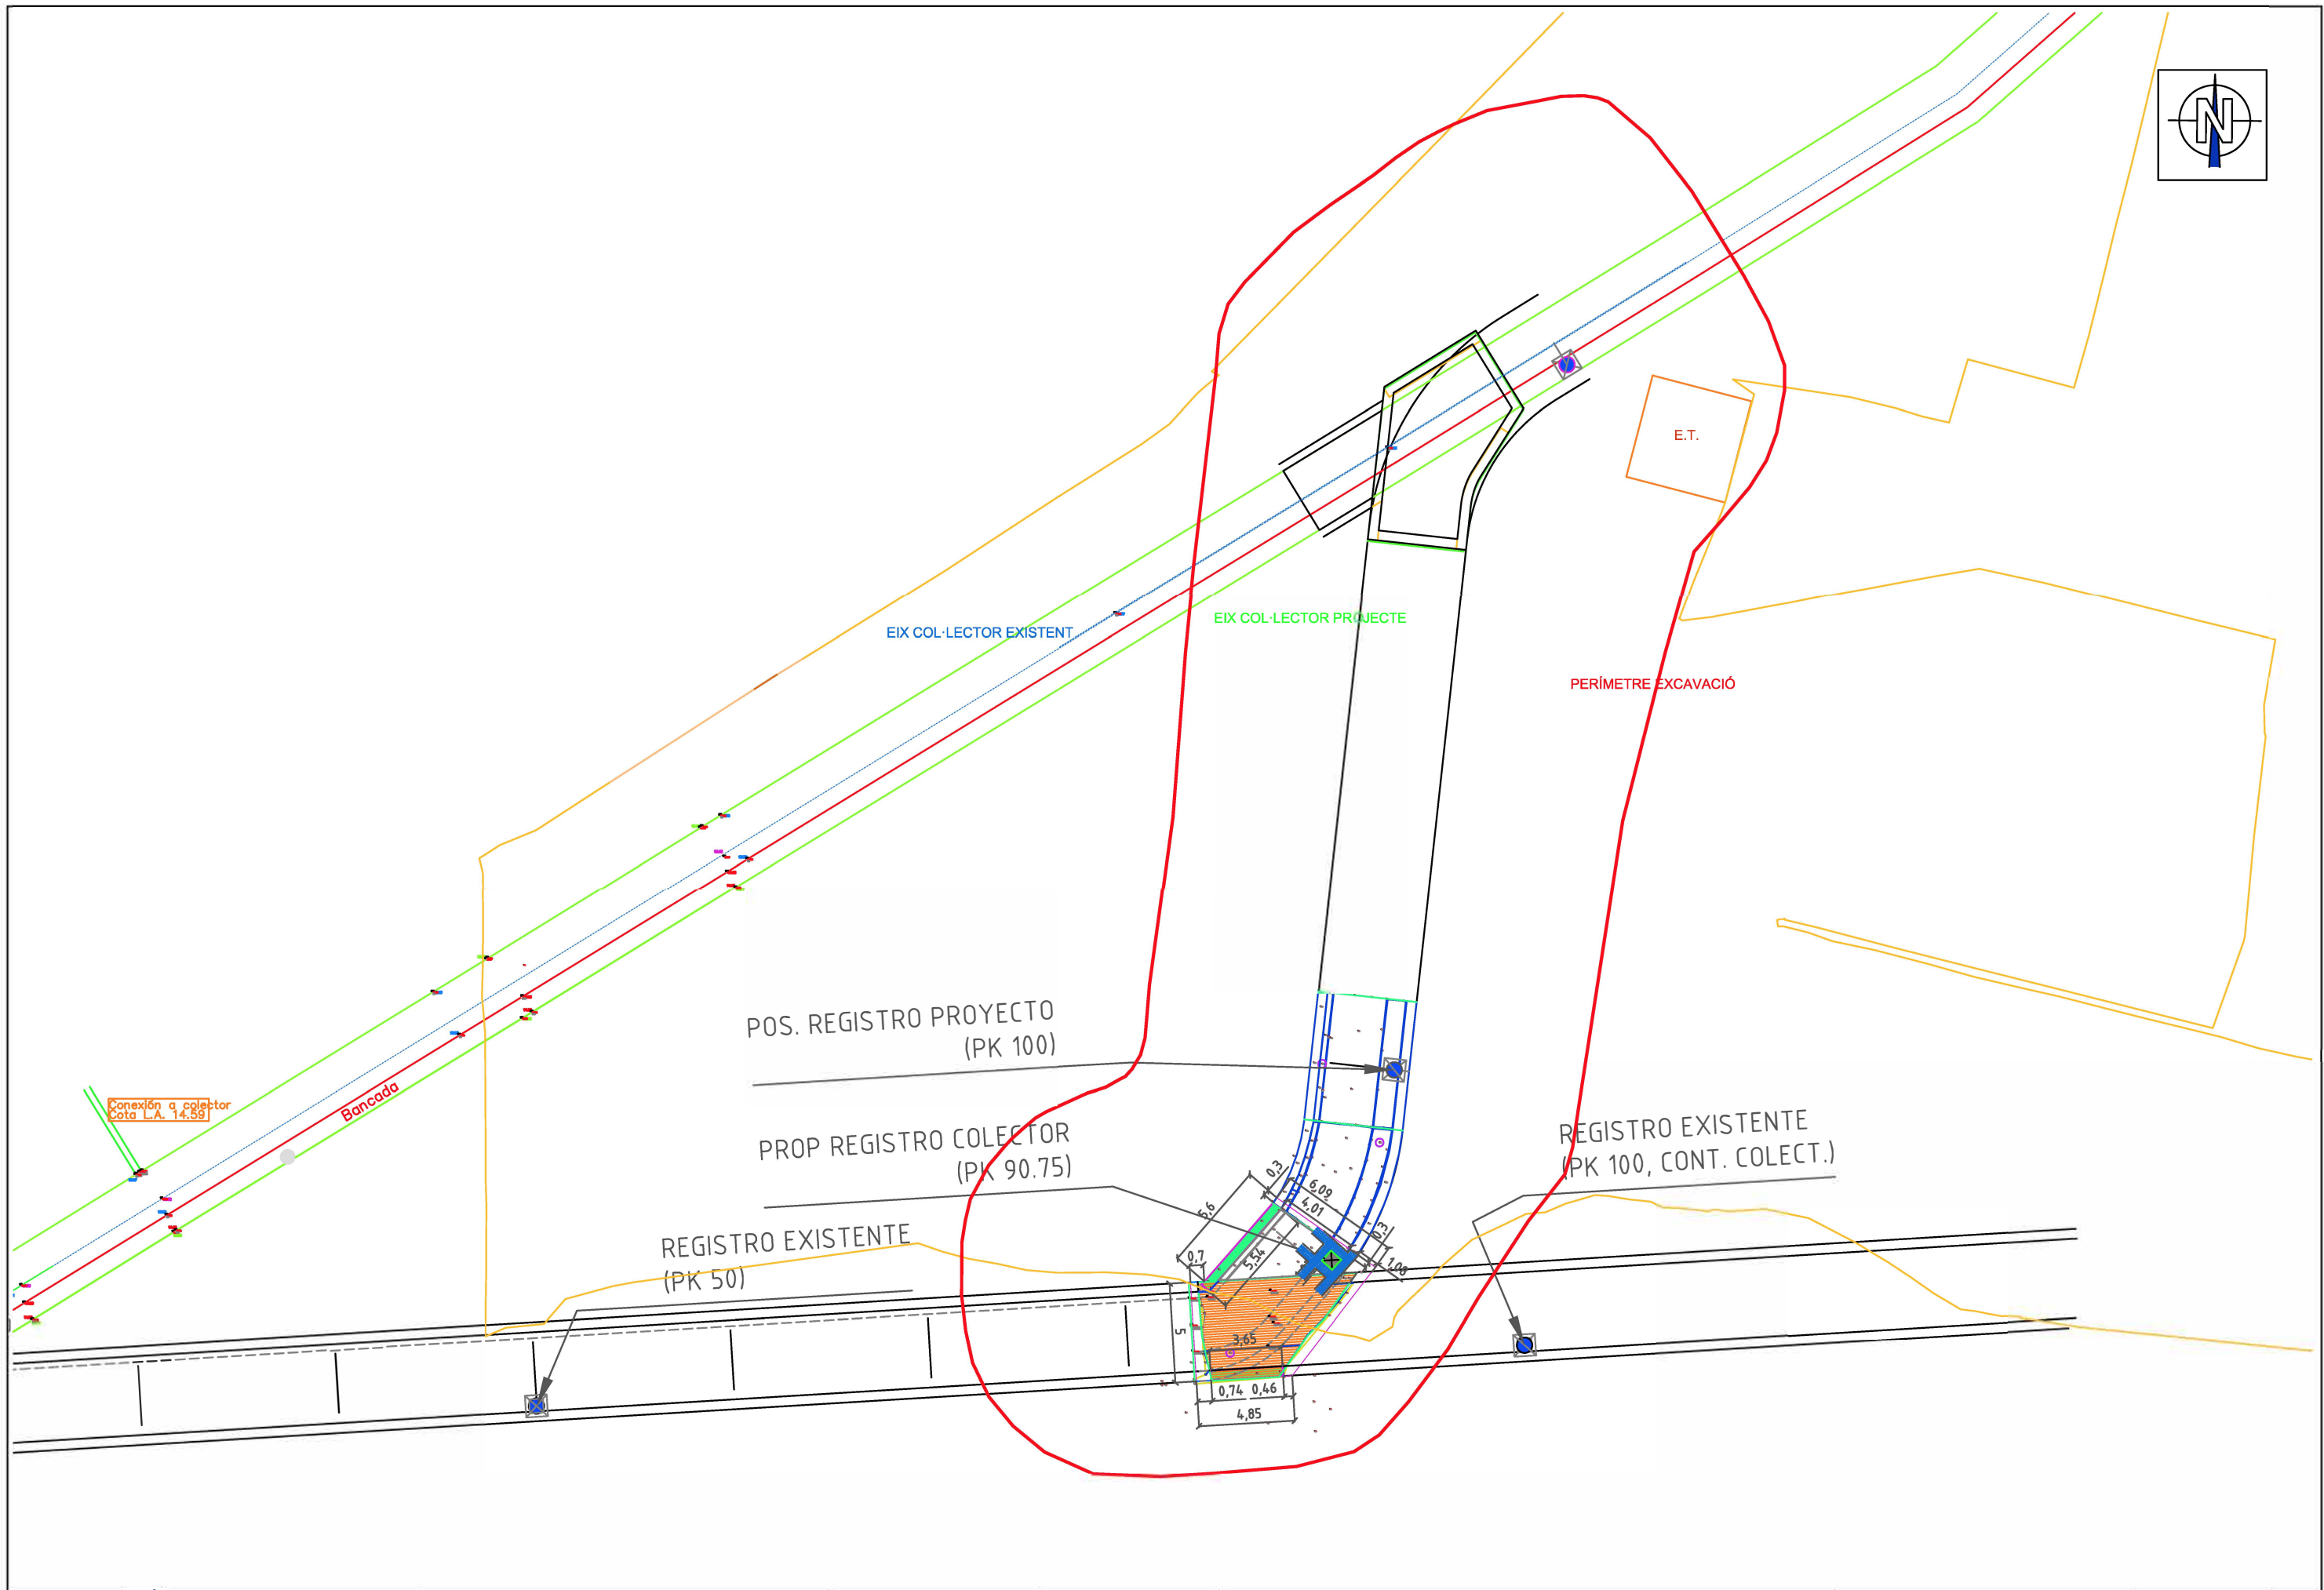 N
E.T.
EIX COL·LECTOR EXISTENT
EIX COL·LECTOR PROJECTE
PERÍMETRE EXCAVACIÓ
POS. REGISTRO PROYECTO
(PK 100)
Conexión a colector
Cota L.A. 14.59
Bancada
PROP REGISTRO COLECTOR
(PK 90.75)
REGISTRO EXISTENTE
(PK 100, CONT. COLECT.)
REGISTRO EXISTENTE
(PK 50)
0,3
6,09
4,01
5,6
0,3
0,7
5,54
1,08
5
3,65
0,74 0,46
4,85